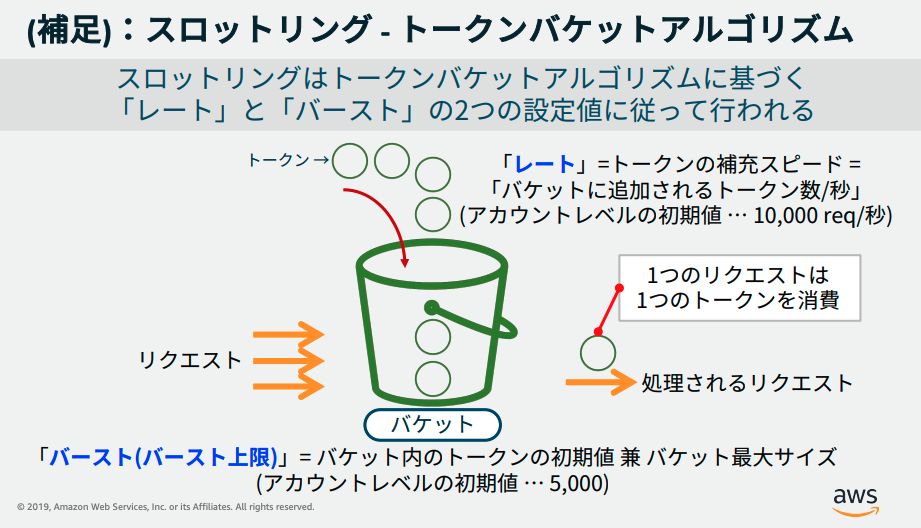 (補足)：スロットリング - トークンバケットアルゴリズム
スロットリングはトークンバケットアルゴリズムに基づく
「レート」と「バースト」の2つの設定値に従って行われる
トークン→
「レート」=トークンの補充スピード =
「バケットに追加されるトークン数/秒」
(アカウントレベルの初期値 … 10,000 req/秒)
1つのリクエストは
1つのトークンを消費
リクエスト
処理されるリクエスト
バケット
「バースト(バースト上限)」= バケット内のトークンの初期値 兼 バケット最大サイズ
(アカウントレベルの初期値 … 5,000)
© 2019, Amazon Web Services, Inc. or its Affiliates. All rights reserved.
aws